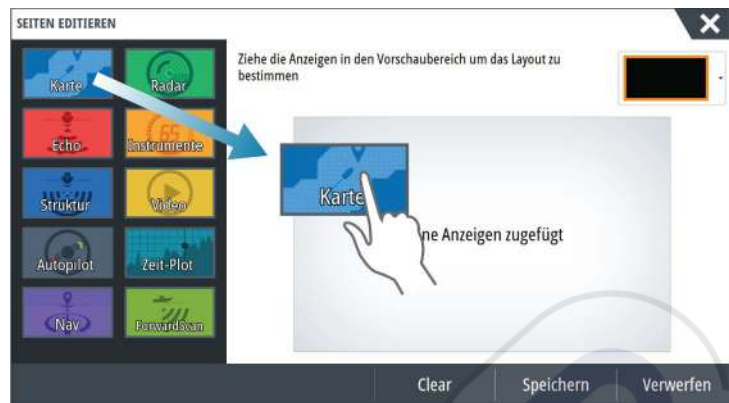 SEITEN EDITIEREN
Ziehe die Anzeigen in den Vorschaubereich um das Layout zu
bestimmen
Karte
Radar
Echo
Instrumente
65
Struktur
Video
Autopilot
Zeit-Plot
Nav
ForwardScan
Karte
ne Anzeigen zugefügt
Clear
Speichern
Verwerfen